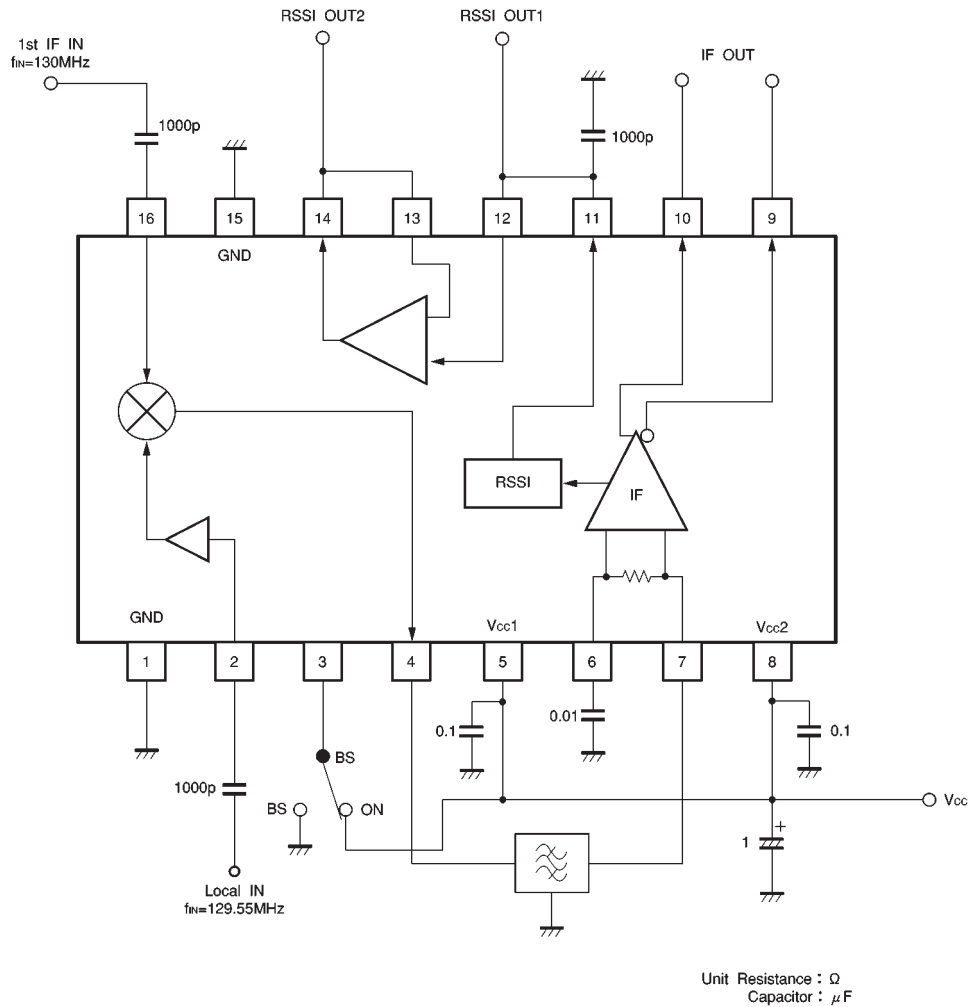 RSSI OUT2
RSSI OUT1
1st IF IN
fIN=130MHz
IF OUT
1000p
1000p
16
15
14
13
12
11
10
9
GND
RSSI
IF
GND
Vcc1
Vcc2
1
2
3
4
5
6
7
8
0.1
0.01
0.1
BS
1000p
BS
ON
Vcc
1
+
Local IN
fIN=129.55MHz
Unit Resistance : Ω
Capacitor : μF